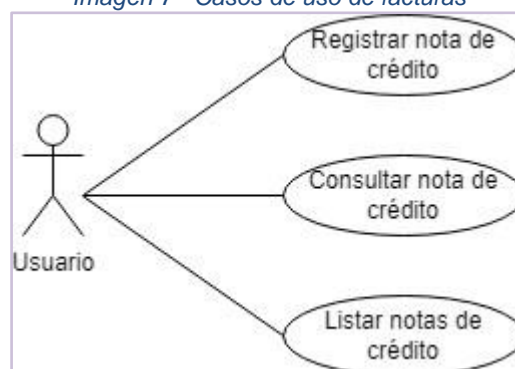 Imagen 7 - Casos de uso de facturas
Registrar nota de
crédito
Consultar nota de
crédito
Usuario
Listar notas de
crédito